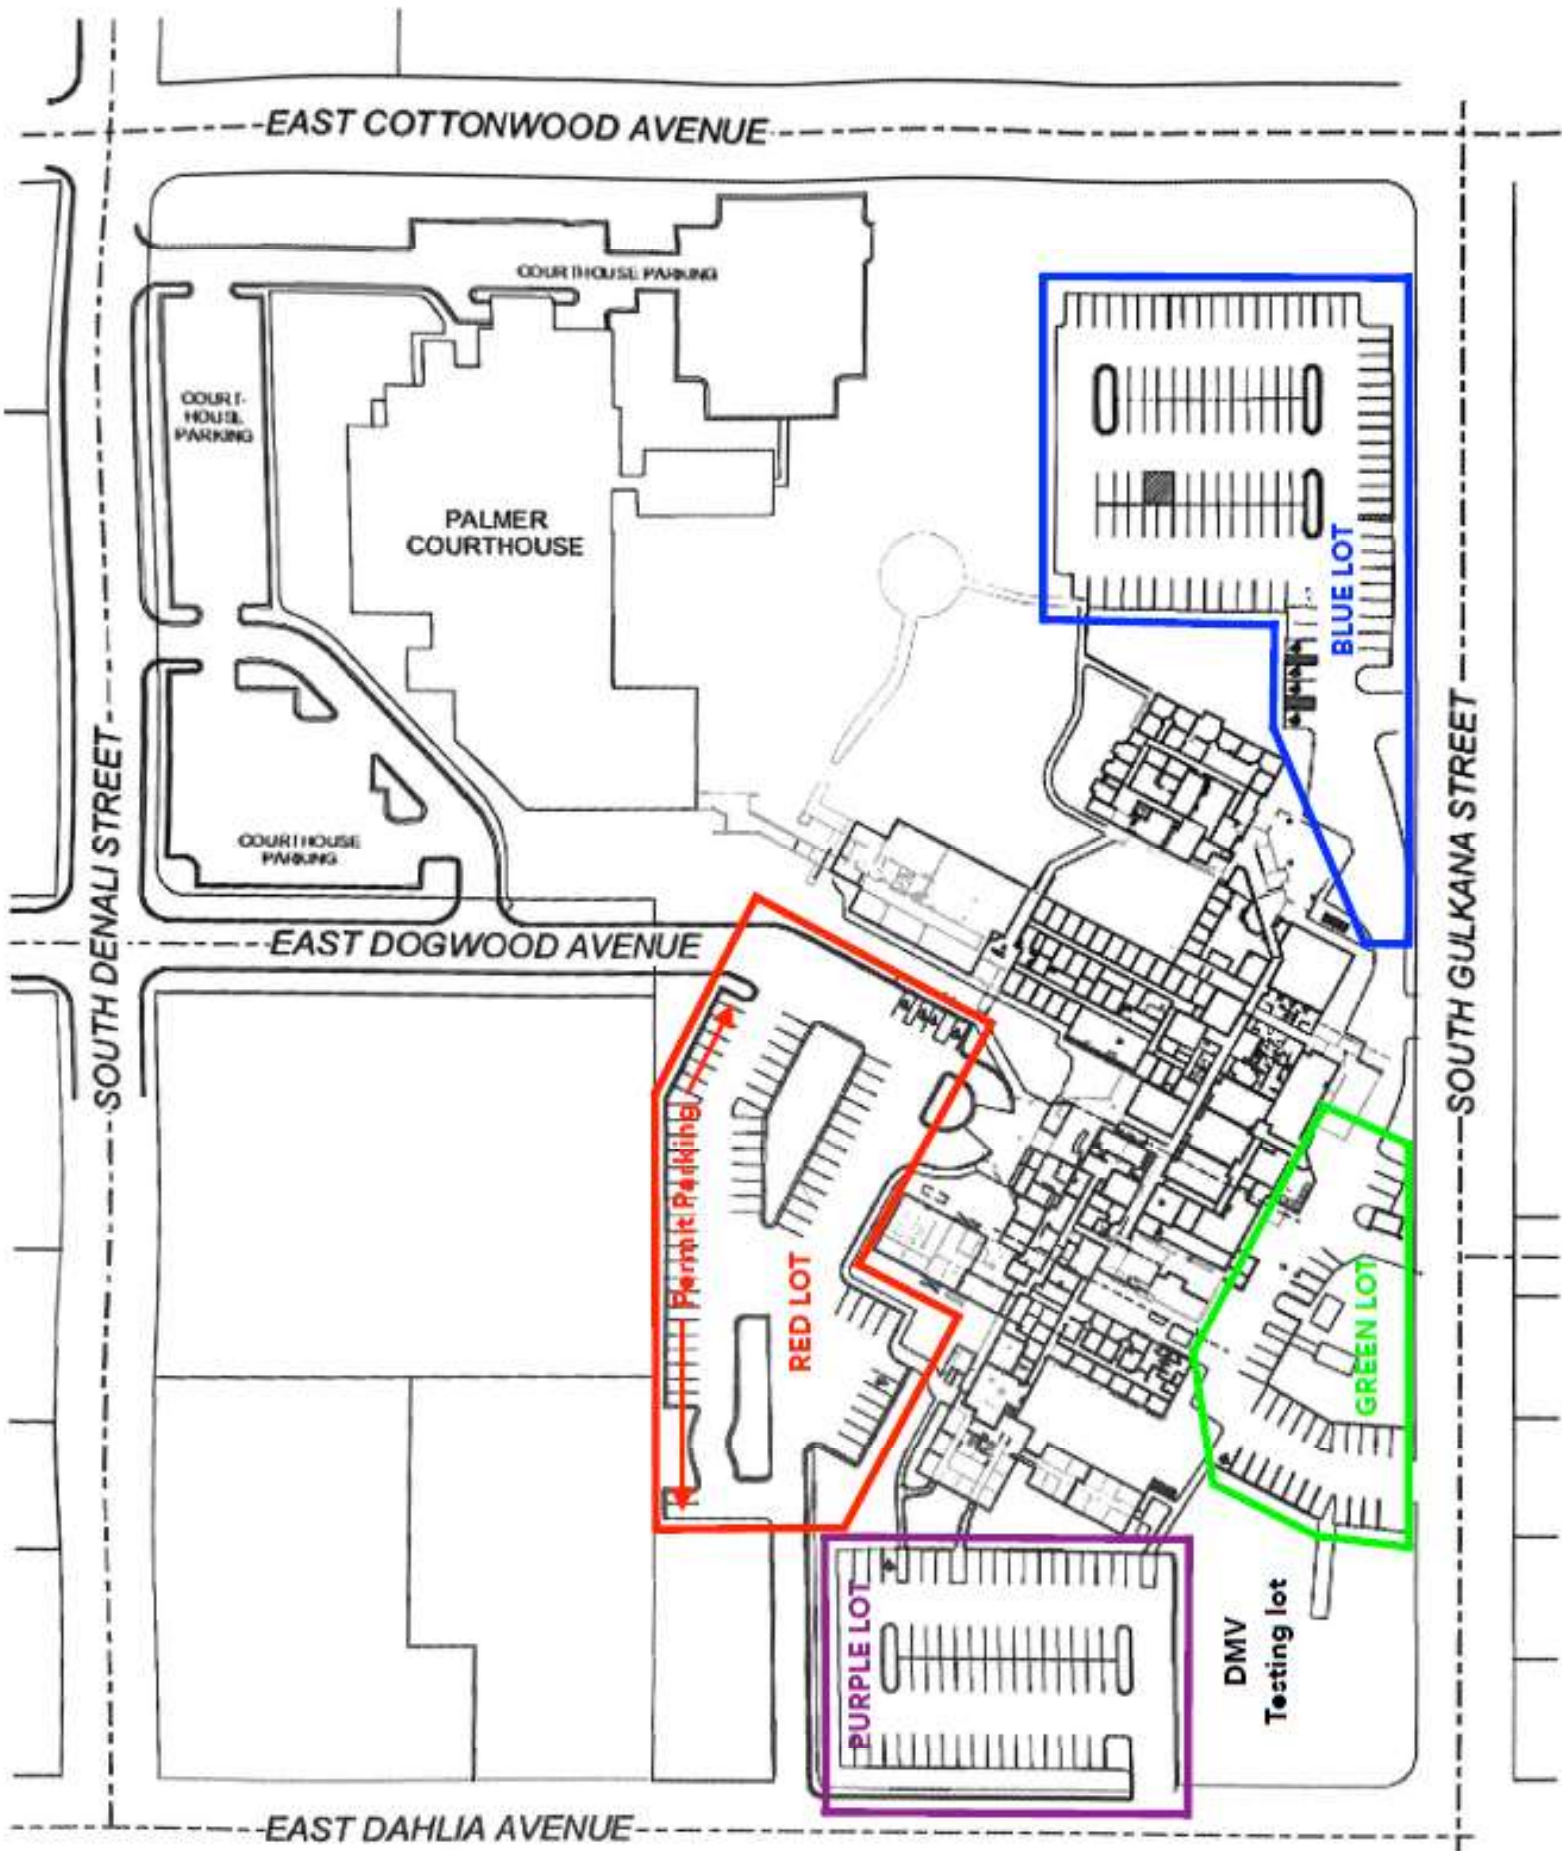 EAST COTTONWOOD AVENUE
COURTHOUSE PARKING
COURT-
HOUSE
PARKING
PALMER
COURTHOUSE
BLUE LOT
SOUTH DENALI STREET
SOUTH GULKANA STREET
COURTHOUSE
PARKING
EAST DOGWOOD AVENUE
Permit Parking
RED LOT
GREEN LOT
PURPLE LOT
DMV
Testing lot
EAST DAHLIA AVENUE